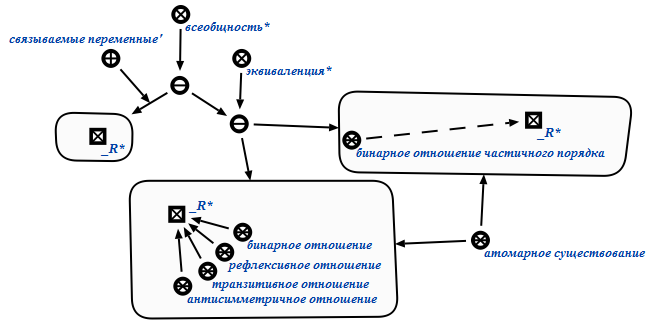 всеобщность*
связываемые переменные'
эквиваленция*
_R*
_R*
бинарное отношение частичного порядка
_R*
бинарное отношение
атомарное существование
рефлексивное отношение
транзитивное отношение
антисимметричное отношение